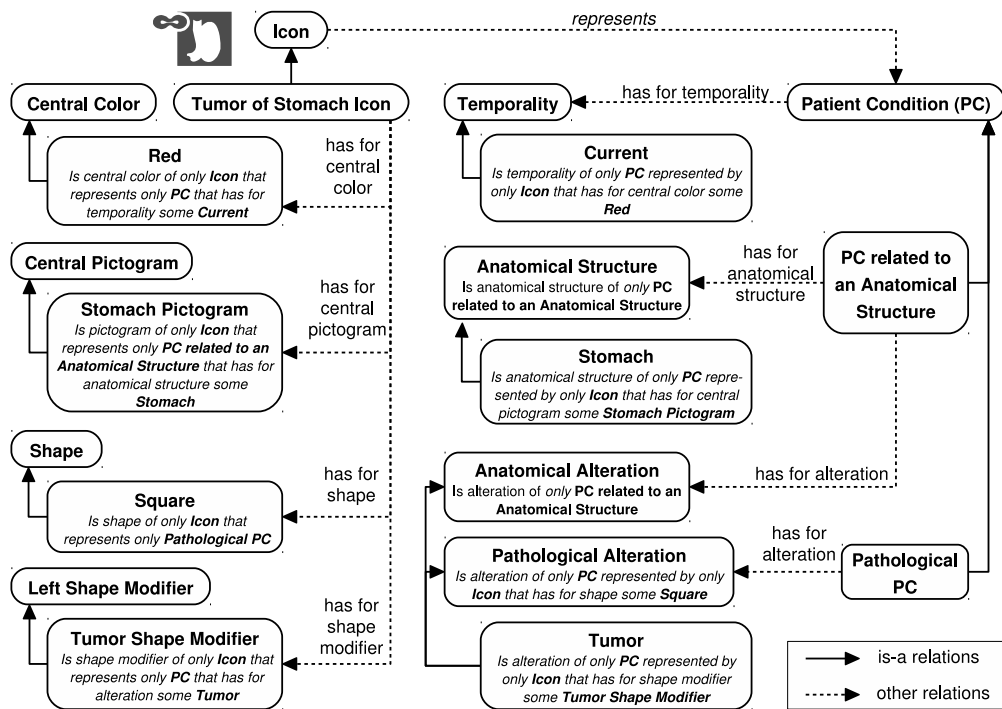 represents
Icon
Central Color
Tumor of Stomach Icon
Temporality
has for temporality
Patient Condition (PC)
Red
Is central color of only Icon that
represents only PC that has for
temporality some Current
has for
central
color
Current
Is temporality of only PC represented by
only Icon that has for central color some
Red
Central Pictogram
Stomach Pictogram
Is pictogram of only Icon that
represents only PC related to an
Anatomical Structure that has for
anatomical structure some
Stomach
has for
central
pictogram
Anatomical Structure
Is anatomical structure of only PC
related to an Anatomical Structure
has for
anatomical
structure
PC related to
an Anatomical
Structure
Stomach
Is anatomical structure of only PC repre-
sented by only Icon that has for central
pictogram some Stomach Pictogram
Shape
Square
Is shape of only Icon that
represents only Pathological PC
has for
shape
Anatomical Alteration
Is alteration of only PC related to an
Anatomical Structure
has for alteration
Pathological Alteration
Is alteration of only PC represented by only
Icon that has for shape some Square
has for
alteration
Pathological
PC
Left Shape Modifier
Tumor Shape Modifier
Is shape modifier of only Icon that
represents only PC that has for
alteration some Tumor
has for
shape
modifier
Tumor
Is alteration of only PC represented by
only Icon that has for shape modifier
some Tumor Shape Modifier
is-a relations
other relations